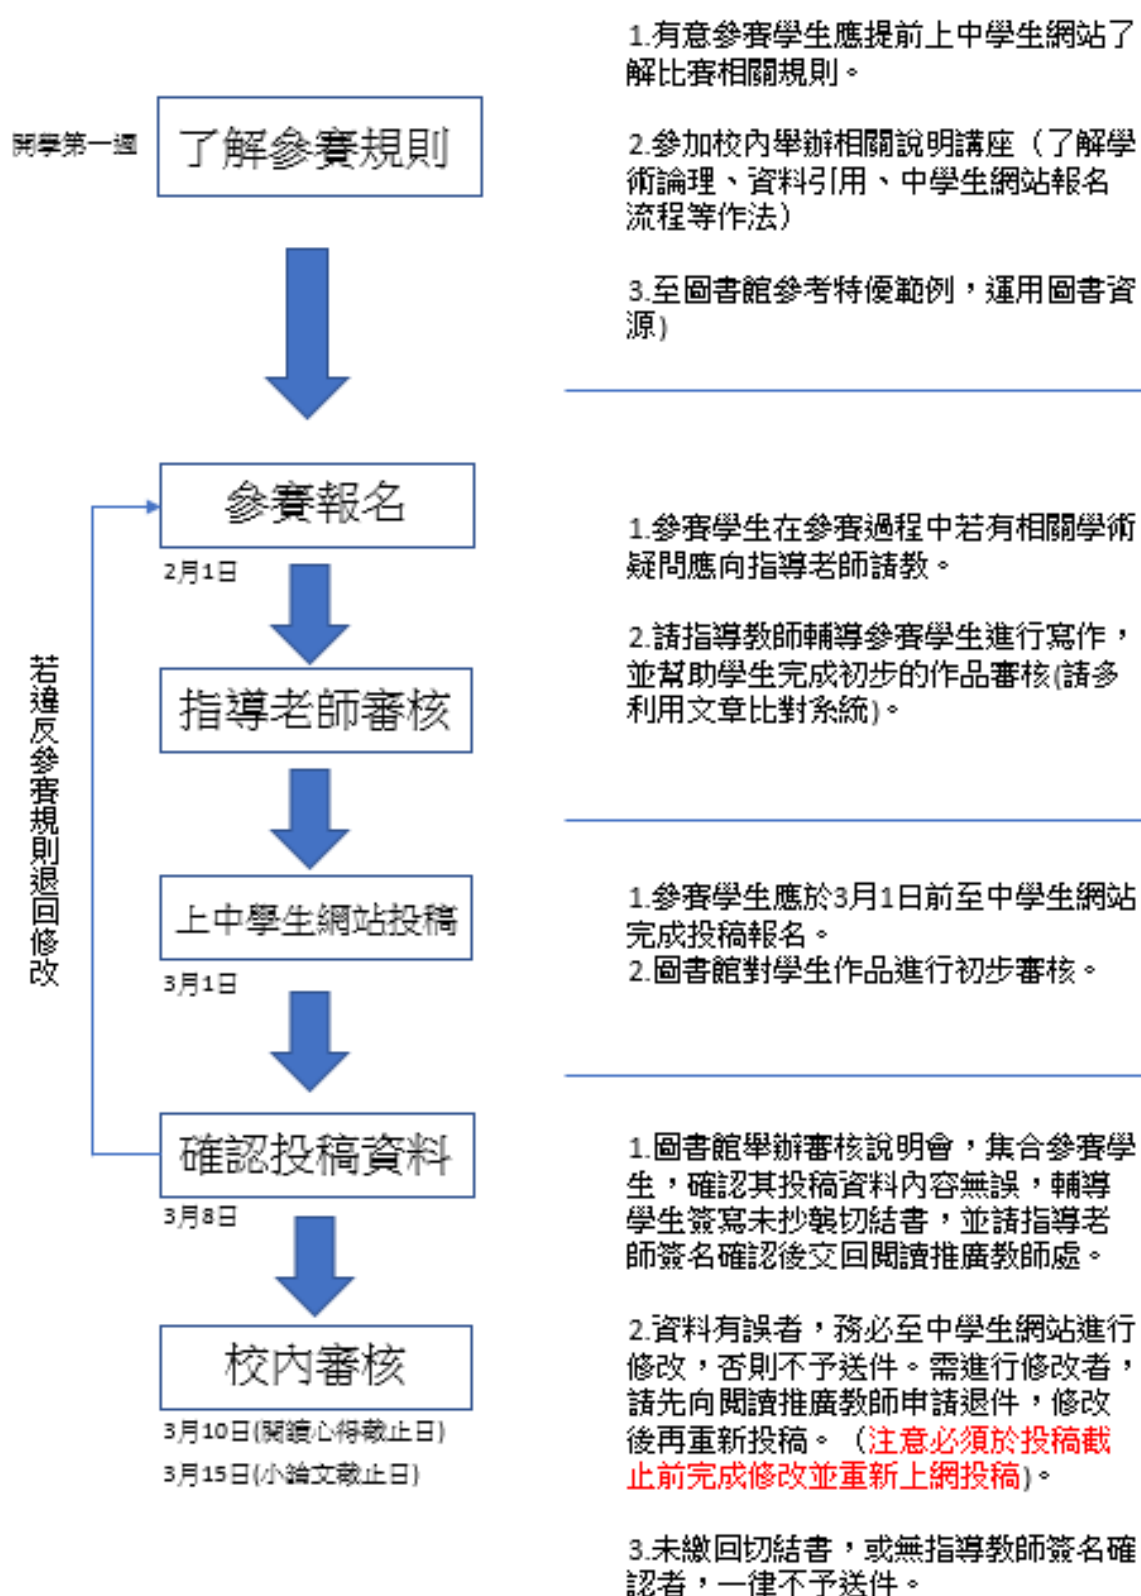 開學第一週
了解參賽規則
1.有意參賽學生應提前上中學生網站了
解比賽相關規則。
2.參加校內舉辦相關說明講座（了解學
術論理、資料引用、中學生網站報名
流程等作法）
3.至圖書館參考特優範例，運用圖書資
源)
參賽報名
2月1日
指導老師審核
1.參賽學生在參賽過程中若有相關學術
疑問應向指導老師請教。
2.請指導教師輔導參賽學生進行寫作，
並幫助學生完成初步的作品審核(請多
利用文章比對系統)。
若違反參賽規則退回修改
上中學生網站投稿
3月1日
1.參賽學生應於3月1日前至中學生網站
完成投稿報名。
2.圖書館對學生作品進行初步審核。
確認投稿資料
3月8日
校內審核
3月10日(閱讀心得截止日)
3月15日(小論文截止日)
1.圖書館舉辦審核說明會，集合參賽學
生，確認其投稿資料內容無誤，輔導
學生簽寫未抄襲切結書，並請指導老
師簽名確認後交回閱讀推廣教師處。
2.資料有誤者，務必至中學生網站進行
修改，否則不予送件。需進行修改者，
請先向閱讀推廣教師申請退件，修改
後再重新投稿。（注意必須於投稿截
止前完成修改並重新上網投稿)。
3.未繳回切結書，或無指導教師簽名確
認者，一律不予送件。